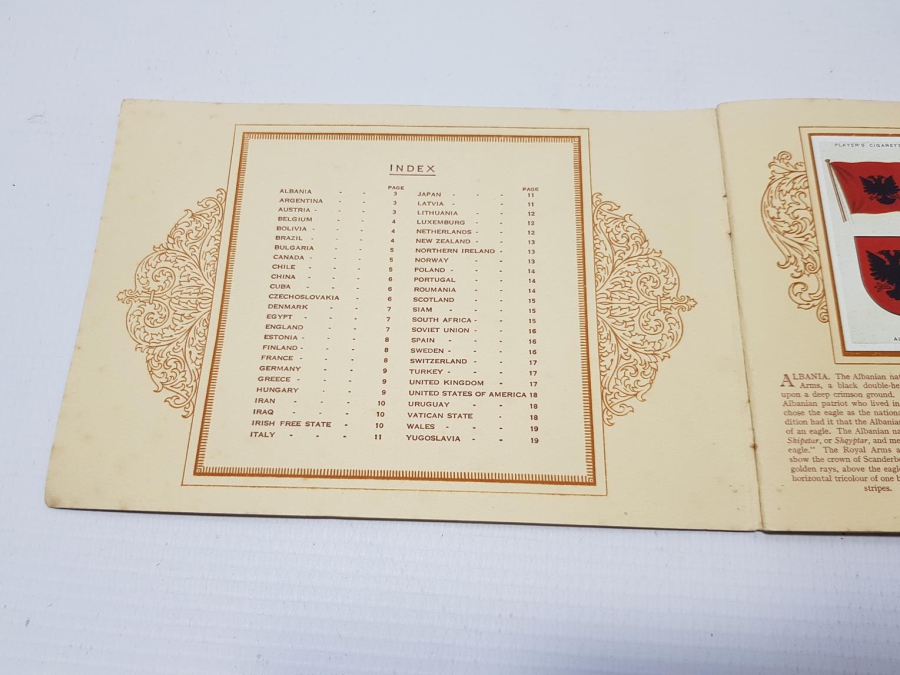 INDEX
PAGE
ALBANIA - - 3
ARGENTINA - - 3
AUSTRIA - - - 3
BELGIUM - - 4
BOLIVIA - - - 4
BRAZIL - - - 4
BULGARIA - - 5
CANADA - - - 5
CHILE - - - 5
CHINA - - - 6
CUBA - - - 6
CZECHOSLOVAKIA - 6
DENMARK - - 7
EGYPT - - - 7
ENGLAND - - 7
ESTONIA - - - 8
FINLAND - - - 8
FRANCE - - - 8
GERMANY - - 9
GREECE - - - 9
HUNGARY - - 9
IRAN - - - 10
IRAQ - - - 10
IRISH FREE STATE - - 10
ITALY - - - 11
PAGE
JAPAN - - - 11
LATVIA - - - 11
LITHUANIA - - 12
LUXEMBURG - - 12
NETHERLANDS - - 12
NEW ZEALAND - - 13
NORTHERN IRELAND - 13
NORWAY - - 13
POLAND - - - 14
PORTUGAL - - 14
ROUMANIA - - 14
SCOTLAND - - 15
SIAM - - - 15
SOUTH AFRICA - - 15
SOVIET UNION - - 16
SPAIN - - - 16
SWEDEN - - - 16
SWITZERLAND - - 17
TURKEY - - - 17
UNITED KINGDOM - 17
UNITED STATES OF AMERICA 18
URUGUAY - - 18
VATICAN STATE - 18
WALES - - - 19
YUGOSLAVIA - - 19
PLAYER'S CIGARETT
ALBANIA. The Albanian nat
Arms, a black double-he
upon a deep crimson ground.
Albanian patriot who lived in
chose the eagle as the national
dition had it that the Albanian
of an eagle. The Albanian na
Shipetar, or Shqyptar, and me
eagle." The Royal Arms a
show the crown of Scanderb
golden rays, above the eagle
horizontal tricolour of one b
stripes.